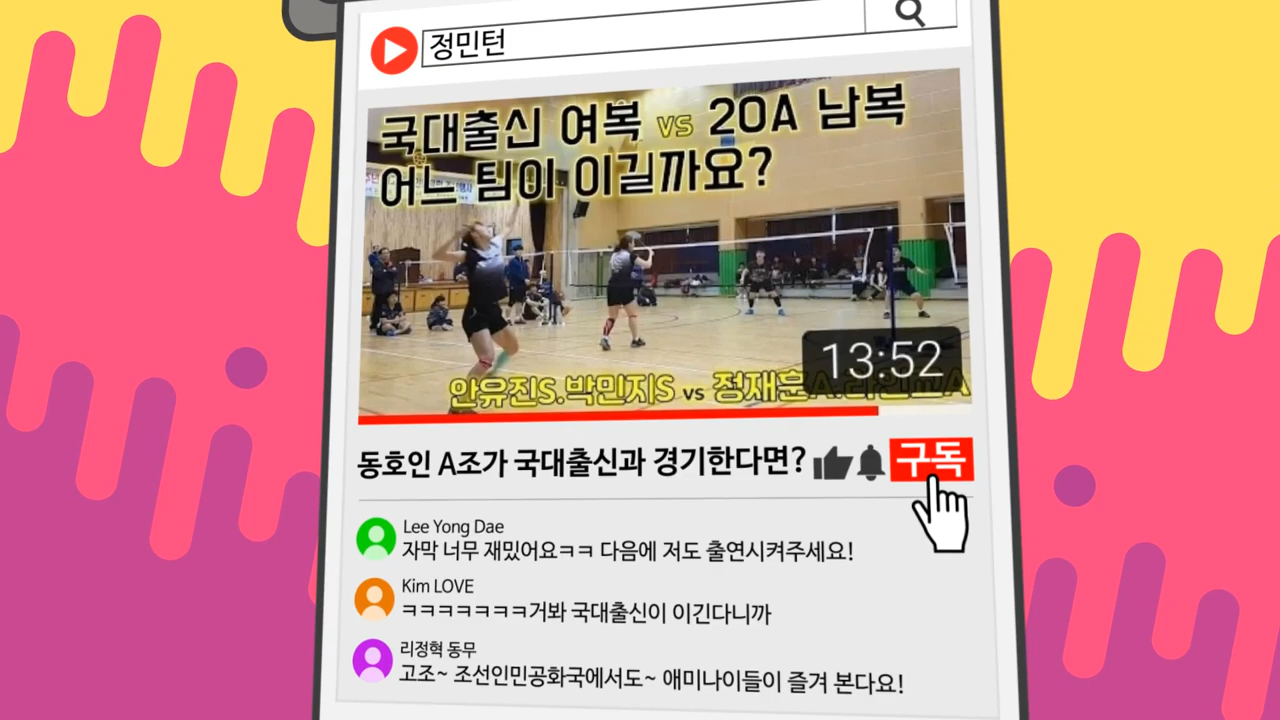 정민턴
국대출신 여복 vs 20A 남복
어느 팀이 이길까요?
13:52
안유진S.박민지S vs 정재훈A.
동호인 A조가 국대출신과 경기한다면?
구독
Lee Yong Dae
자막 너무 재밌어요ㅋㅋ 다음에 저도 출연시켜주세요!
Kim LOVE
ㅋㅋㅋㅋㅋㅋㅋ거봐 국대출신이 이긴다니까
리정혁 동무
고조~ 조선인민공화국에서도~ 애미나이들이 즐겨 본다요!